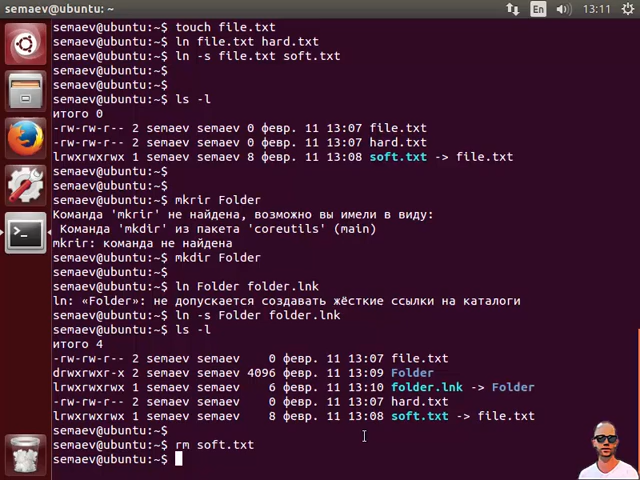 semaev@ubuntu: ~
En
13:11
semaev@ubuntu:~$ touch file.txt
semaev@ubuntu:~$ ln file.txt hard.txt
semaev@ubuntu:~$ ln -s file.txt soft.txt
semaev@ubuntu:~$
semaev@ubuntu:~$
semaev@ubuntu:~$ ls -l
итого 0
-rw-rw-r-- 2 semaev semaev 0 февр. 11 13:07 file.txt
-rw-rw-r-- 2 semaev semaev 0 февр. 11 13:07 hard.txt
lrwxrwxrwx 1 semaev semaev 8 февр. 11 13:08 soft.txt -> file.txt
semaev@ubuntu:~$
semaev@ubuntu:~$
semaev@ubuntu:~$ mkrir Folder
Команда 'mkrir' не найдена, возможно вы имели в виду:
Команда 'mkdir' из пакета 'coreutils' (main)
mkrir: команда не найдена
semaev@ubuntu:~$ mkdir Folder
semaev@ubuntu:~$
semaev@ubuntu:~$ ln Folder folder.lnk
ln: «Folder»: не допускается создавать жёсткие ссылки на каталоги
semaev@ubuntu:~$ ln -s Folder folder.lnk
semaev@ubuntu:~$ ls -l
итого 4
-rw-rw-r-- 2 semaev semaev 0 февр. 11 13:07 file.txt
drwxrwxr-x 2 semaev semaev 4096 февр. 11 13:09 Folder
lrwxrwxrwx 1 semaev semaev 6 февр. 11 13:10 folder.lnk -> Folder
-rw-rw-r-- 2 semaev semaev 0 февр. 11 13:07 hard.txt
lrwxrwxrwx 1 semaev semaev 8 февр. 11 13:08 soft.txt -> file.txt
semaev@ubuntu:~$
semaev@ubuntu:~$ rm soft.txt
semaev@ubuntu:~$